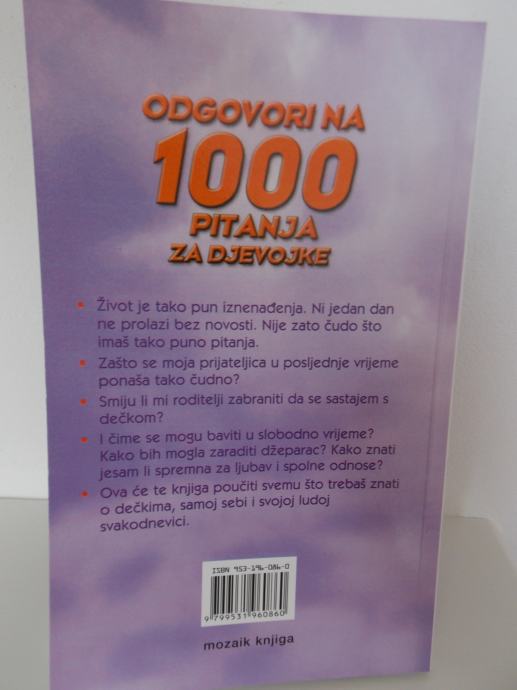 ODGOVORI NA
1000
PITANJA
ZA DJEVOJKE
• Život je tako pun iznenađenja. Ni jedan dan
ne prolazi bez novosti. Nije zato čudo što
imaš tako puno pitanja.
• Zašto se moja prijateljica u posljednje vrijeme
ponaša tako čudno?
• Smiju li mi roditelji zabraniti da se sastajem s
dečkom?
• I čime se mogu baviti u slobodno vrijeme?
Kako bih mogla zaraditi džeparac? Kako znati
jesam li spremna za ljubav i spolne odnose?
• Ova će te knjiga poučiti svemu što trebaš znati
o dečkima, samoj sebi i svojoj ludoj
svakodnevici.
ISBN 953-196-086-0
9 799531 960860
mozaik knjiga